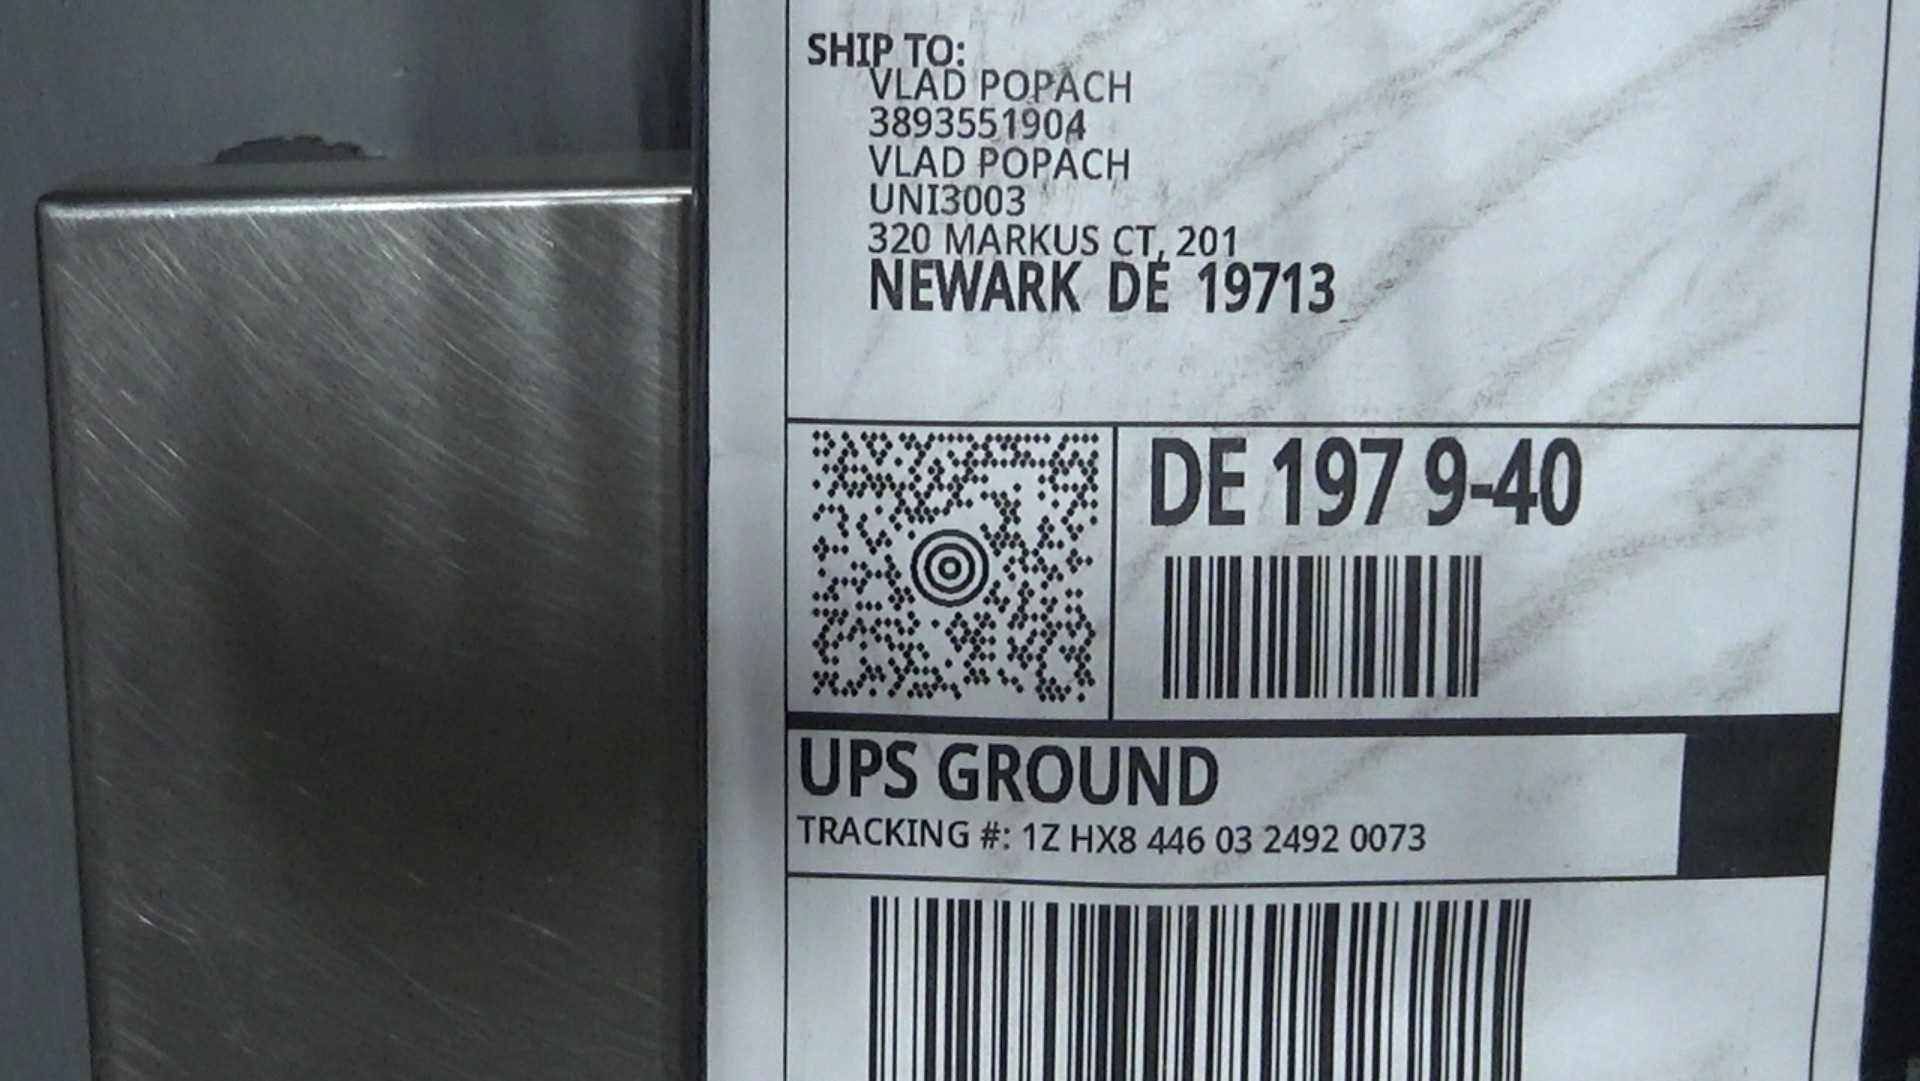 SHIP TO:
VLAD POPACH
3893551904
VLAD POPACH
UNI3003
320 MARKUS CT, 201
NEWARK DE 19713
DE 197 9-40
UPS GROUND
TRACKING #: 1Z HX8 446 03 2492 0073